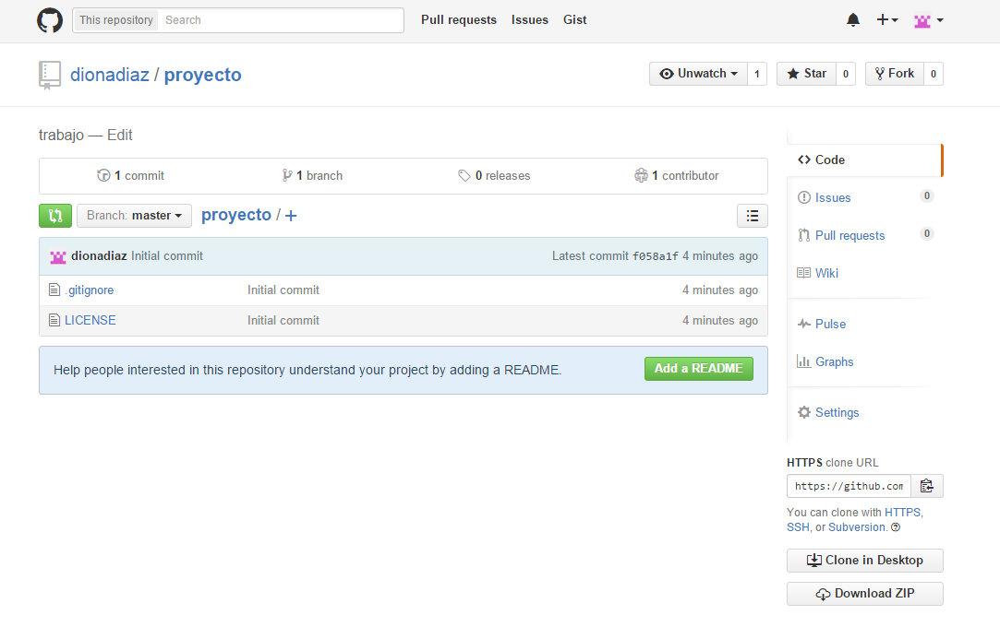 This repository Search Pull requests Issues Gist
dionadiaz / proyecto Unwatch 1 Star 0 Fork 0
trabajo — Edit
1 commit 1 branch 0 releases 1 contributor
Branch: master proyecto / +
dionadiaz Initial commit Latest commit f058a1f 4 minutes ago
.gitignore Initial commit 4 minutes ago
LICENSE Initial commit 4 minutes ago
Help people interested in this repository understand your project by adding a README. Add a README
Code
Issues 0
Pull requests 0
Wiki
Pulse
Graphs
Settings
HTTPS clone URL
https://github.com
You can clone with HTTPS,
SSH, or Subversion.
Clone in Desktop
Download ZIP